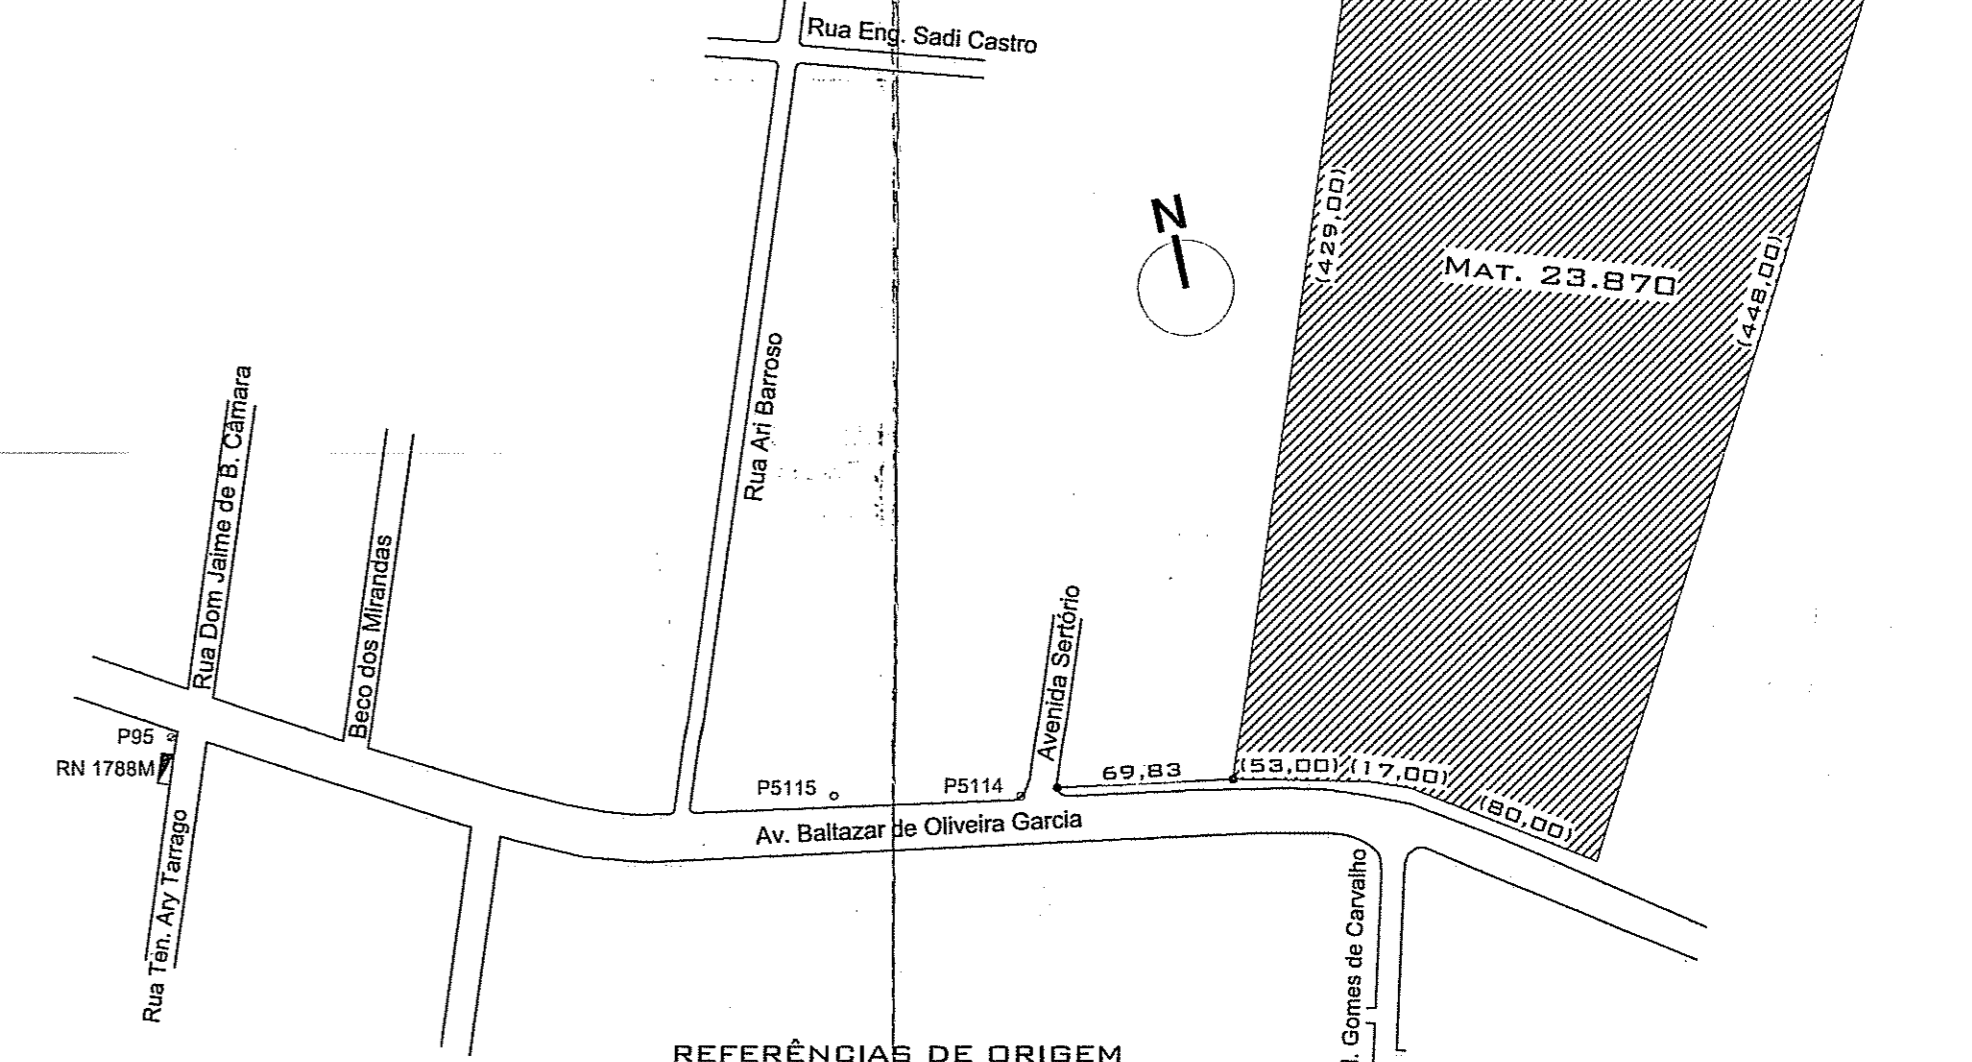 Rua Eng. Sadi Castro
N
(429,00)
MAT. 23.870
(448,00)
Rua Ari Barroso
Rua Dom Jaime de B. Câmara
Beco dos Mirandas
Avenida Sertório
P95
RN 1788M
P5115
P5114
69,83
(53,00)
(17,00)
(80,00)
Av. Baltazar de Oliveira Garcia
Rua Ten. Ary Tarrago
l. Gomes de Carvalho
REFERÊNCIAS DE ORIGEM